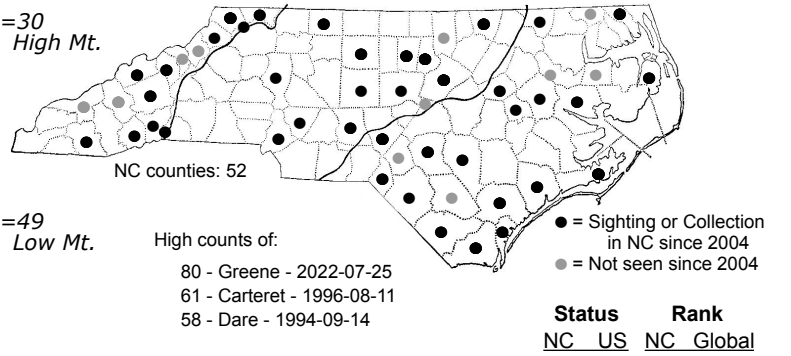 =30
High Mt.
NC counties: 52
=49
Low Mt.
High counts of:
80 - Greene - 2022-07-25
61 - Carteret - 1996-08-11
58 - Dare - 1994-09-14
● = Sighting or Collection
in NC since 2004
● = Not seen since 2004
Status Rank
NC US NC Global